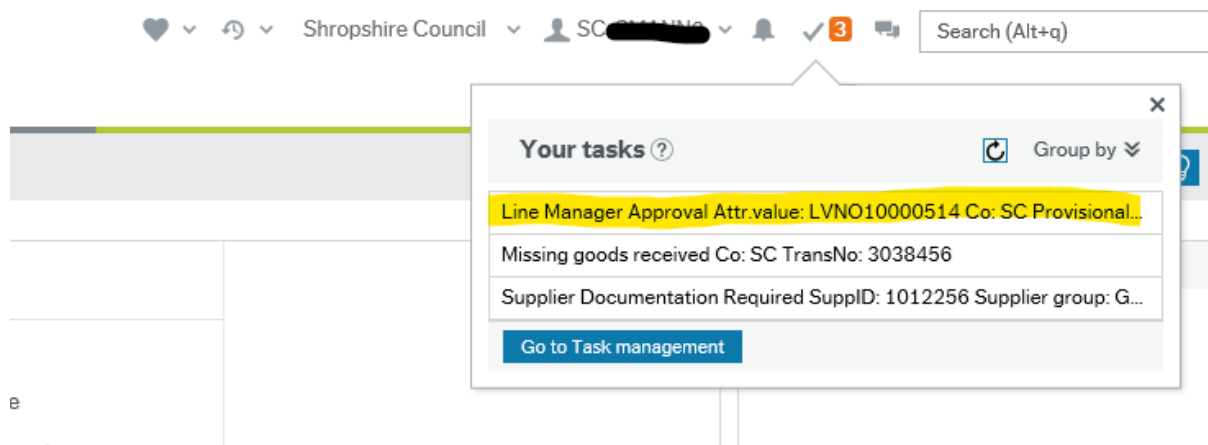 Shropshire Council
SC
3
Search (Alt+q)
Your tasks ?
Group by
Line Manager Approval Attr.value: LVNO10000514 Co: SC Provisional...
Missing goods received Co: SC TransNo: 3038456
Supplier Documentation Required SuppID: 1012256 Supplier group: G...
Go to Task management
e